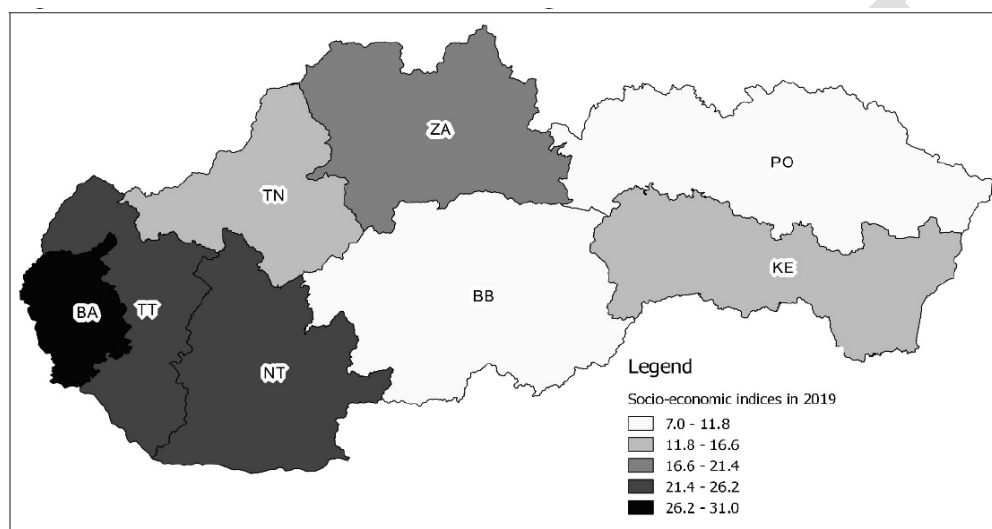 ZA
PO
TN
KE
BB
BA
TT
NT
Legend
Socio-economic indices in 2019
7.0 - 11.8
11.8 - 16.6
16.6 - 21.4
21.4 - 26.2
26.2 - 31.0